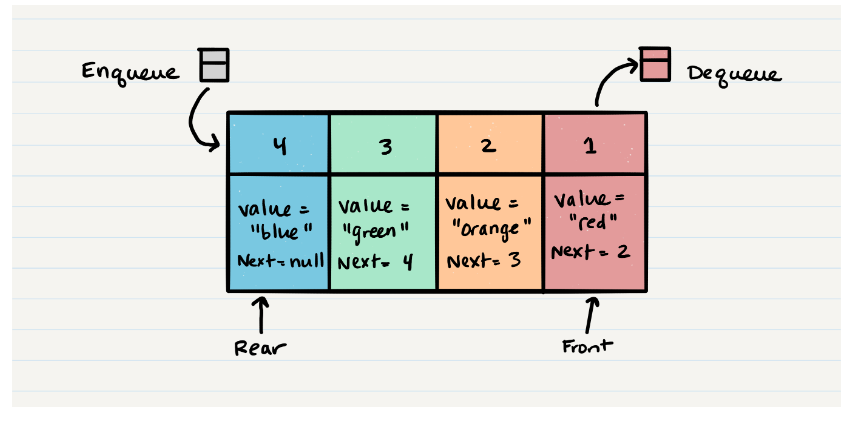 Enqueue
Dequeue
4 3 2 1
value =
"blue"
Next=null
value =
"green"
Next= 4
value =
"orange"
Next= 3
value =
"red"
Next= 2
Rear
Front